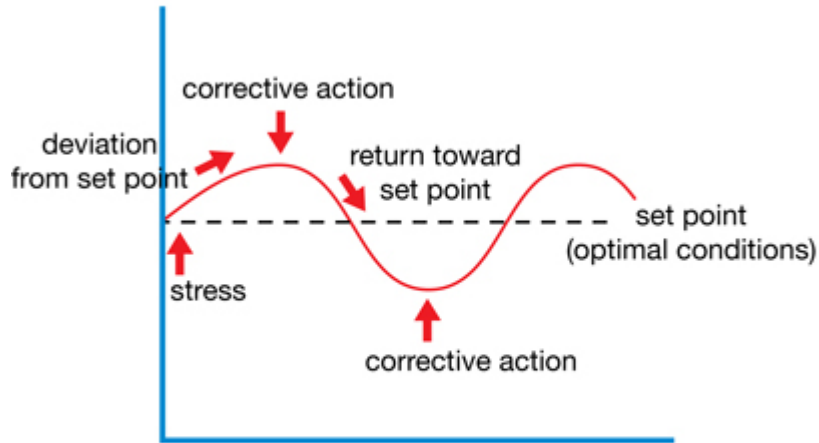 corrective action
deviation
from set point
return toward
set point
set point
(optimal conditions)
stress
corrective action